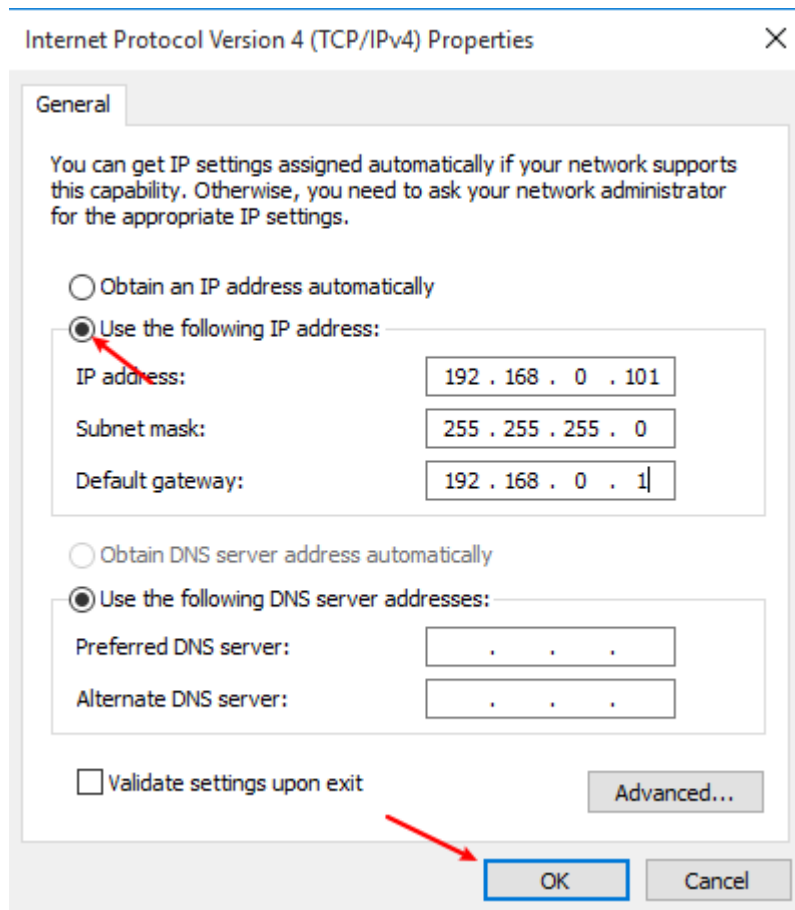 Internet Protocol Version 4 (TCP/IPv4) Properties
General
You can get IP settings assigned automatically if your network supports
this capability. Otherwise, you need to ask your network administrator
for the appropriate IP settings.
Obtain an IP address automatically
Use the following IP address:
IP address: 192 . 168 . 0 . 101
Subnet mask: 255 . 255 . 255 . 0
Default gateway: 192 . 168 . 0 . 1
Obtain DNS server address automatically
Use the following DNS server addresses:
Preferred DNS server: . . .
Alternate DNS server: . . .
Validate settings upon exit
Advanced...
OK Cancel